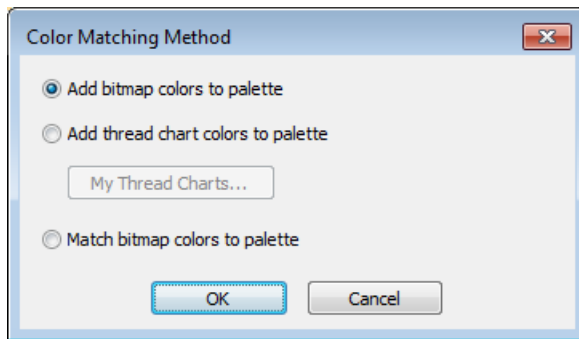 Color Matching Method
Add bitmap colors to palette
Add thread chart colors to palette
My Thread Charts...
Match bitmap colors to palette
OK Cancel